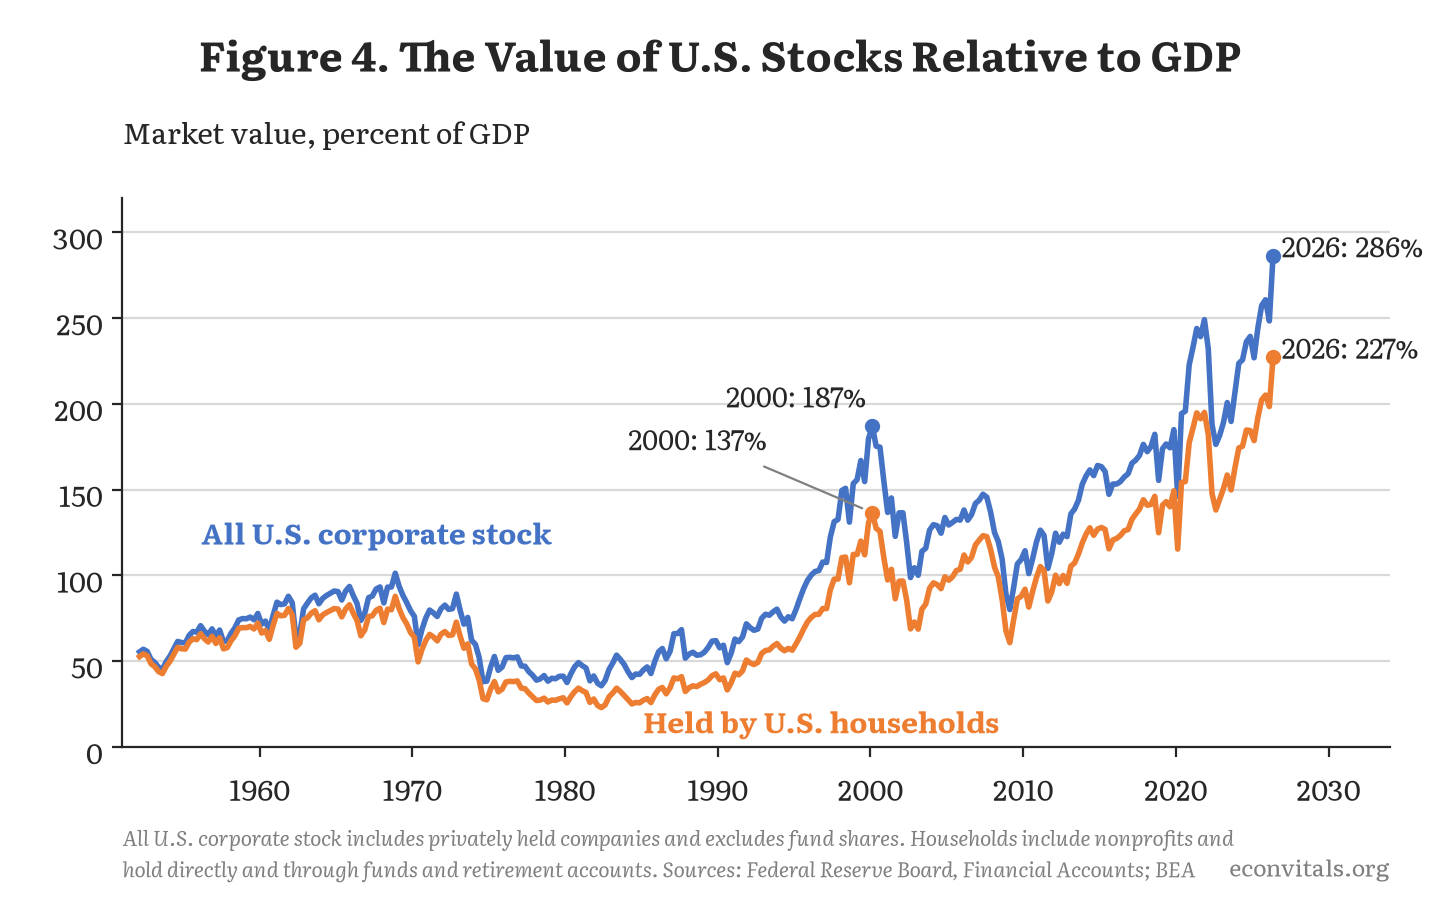 Figure 4. The Value of U.S. Stocks Relative to GDP
Market value, percent of GDP
300
250
200
150
100
50
0
2026: 286%
2026: 227%
2000: 187%
2000: 137%
All U.S. corporate stock
Held by U.S. households
1960 1970 1980 1990 2000 2010 2020 2030
All U.S. corporate stock includes privately held companies and excludes fund shares. Households include nonprofits and
hold directly and through funds and retirement accounts. Sources: Federal Reserve Board, Financial Accounts; BEA
econvitals.org